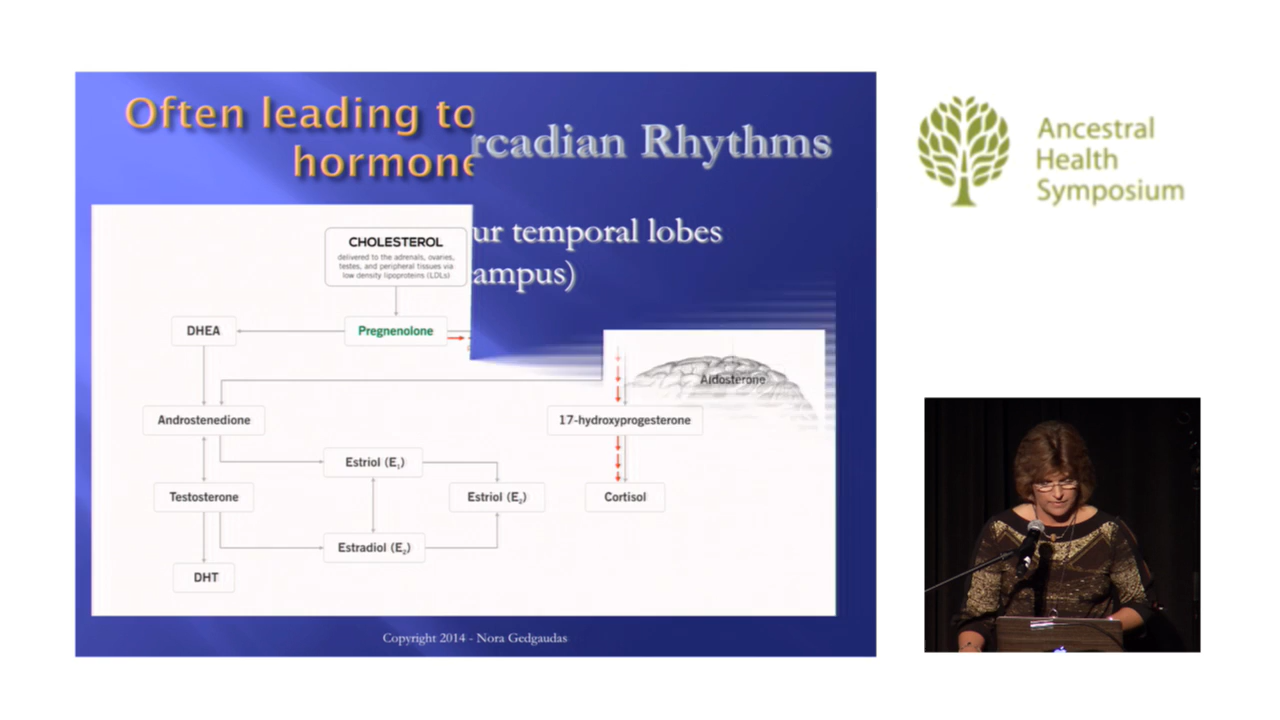 Often leading to
hormone
rcadian Rhythms
ur temporal lobes
ampus)
CHOLESTEROL
delivered to the adrenals, ovaries,
testes, and peripheral tissues via
low density lipoproteins (LDLs)
DHEA
Pregnenolone
Aldosterone
Androstenedione
17-hydroxyprogesterone
Estriol (E₁)
Testosterone
Estriol (E₂)
Cortisol
Estradiol (E₂)
DHT
Copyright 2014 - Nora Gedgaudas
Ancestral
Health
Symposium